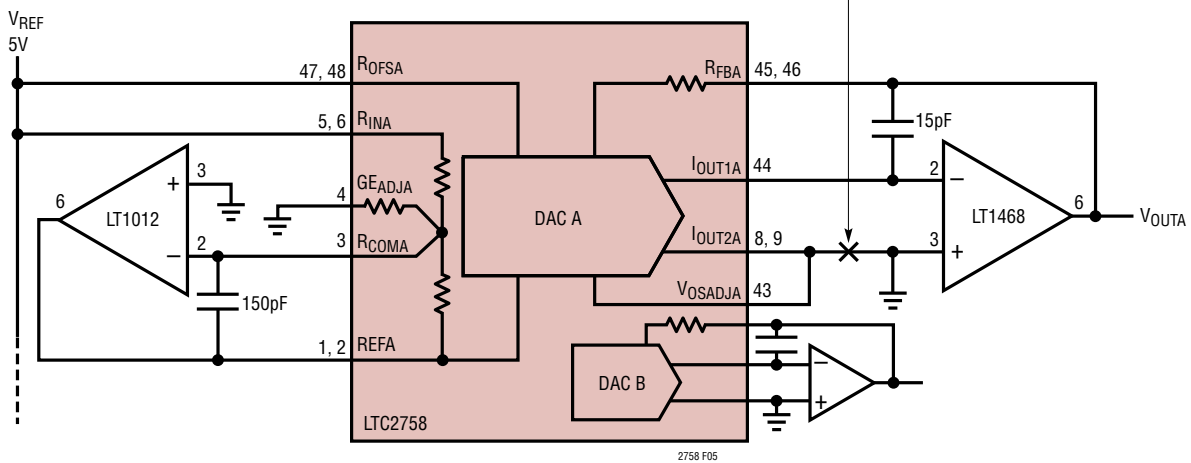 VREF
5V
47, 48
ROFSA
5, 6
RINA
4
GEADJA
3
RCOMA
1, 2
REFA
6
LT1012
3
+
2
−
150pF
DAC A
RFBA
45, 46
15pF
IOUT1A
44
IOUT2A
8, 9
VOSADJA
43
2
−
3
+
LT1468
6
VOUTA
DAC B
−
+
LTC2758
2758 F05